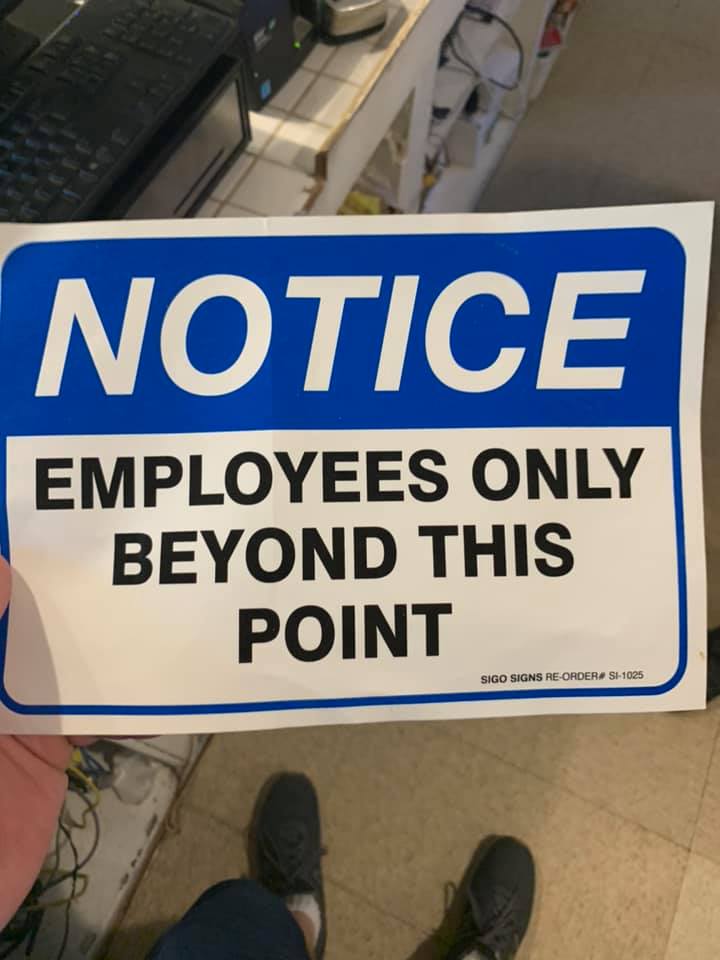 NOTICE
EMPLOYEES ONLY
BEYOND THIS
POINT
SIGO SIGNS RE-ORDER# SI-1025